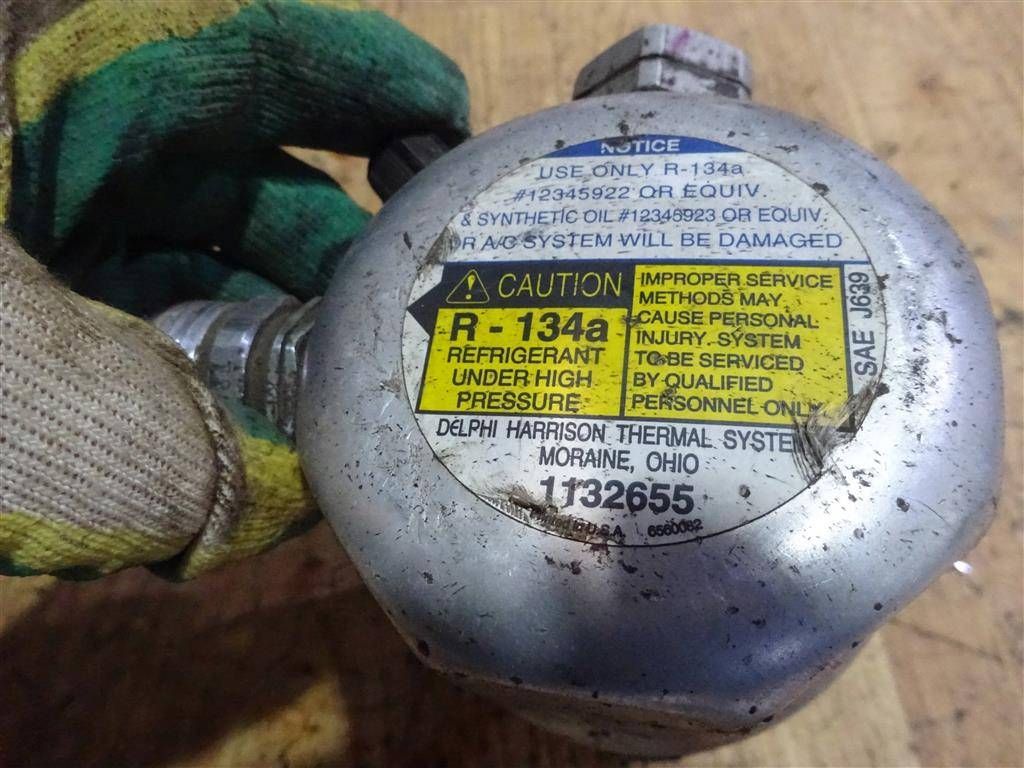 NOTICE
USE ONLY R-134a
#12345922 OR EQUIV.
& SYNTHETIC OIL #12345923 OR EQUIV.
OR A/C SYSTEM WILL BE DAMAGED
CAUTION
R - 134a
REFRIGERANT
UNDER HIGH
PRESSURE
IMPROPER SERVICE
METHODS MAY
CAUSE PERSONAL
INJURY. SYSTEM
TO BE SERVICED
BY QUALIFIED
PERSONNEL ONLY
SAE J639
DELPHI HARRISON THERMAL SYSTE
MORAINE, OHIO
1132655
U.S.A. 6560082